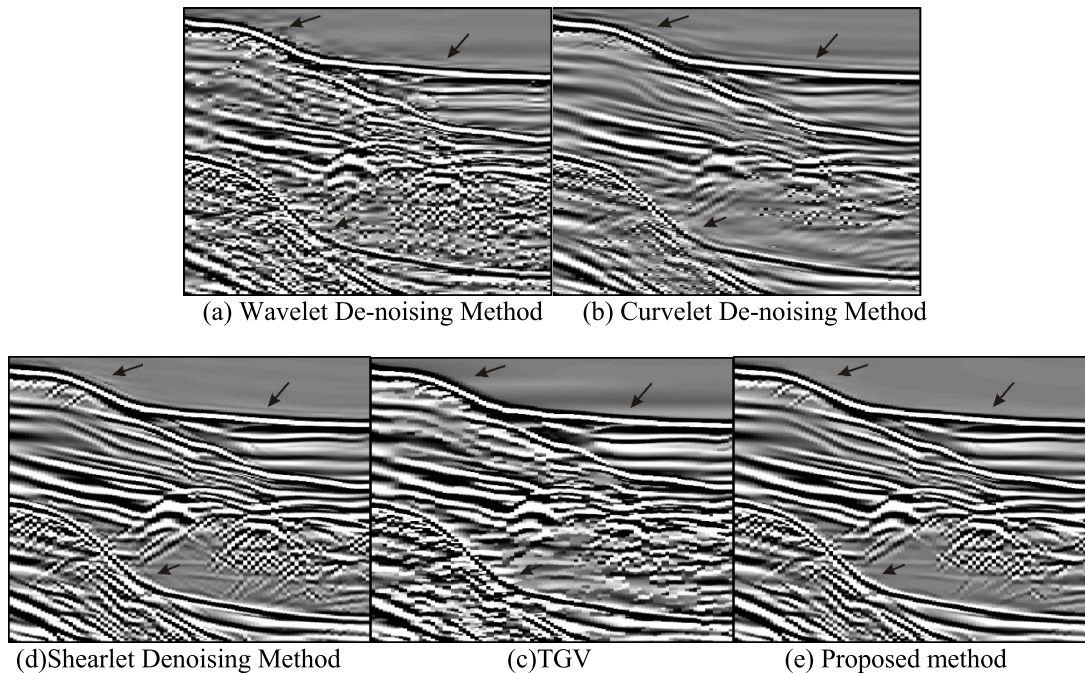 (a) Wavelet De-noising Method
(b) Curvelet De-noising Method
(d)Shearlet Denoising Method
(c)TGV
(e) Proposed method